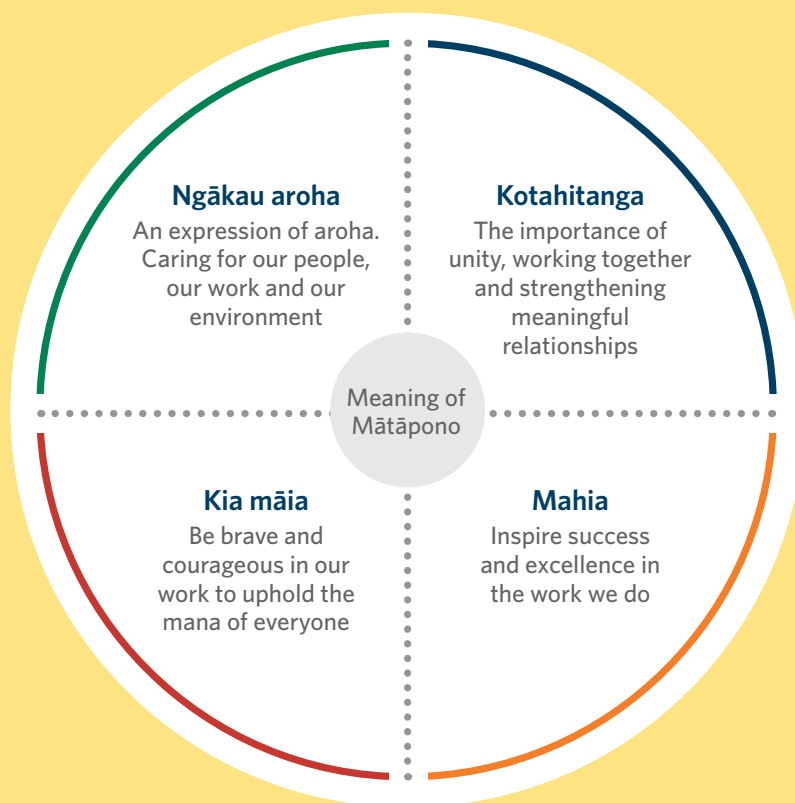 Ngākau aroha
An expression of aroha.
Caring for our people,
our work and our
environment
Kotahitanga
The importance of
unity, working together
and strengthening
meaningful
relationships
Meaning of
Mātāpono
Kia māia
Be brave and
courageous in our
work to uphold the
mana of everyone
Mahia
Inspire success
and excellence in
the work we do